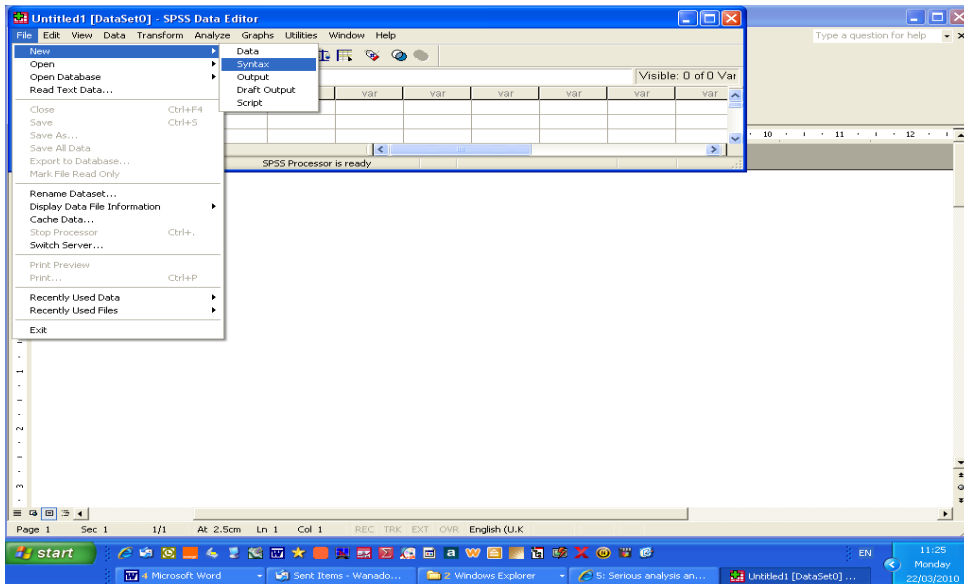 Untitled1 [DataSet0] - SPSS Data Editor
File Edit View Data Transform Analyze Graphs Utilities Window Help
Type a question for help
New
Open
Open Database
Read Text Data...
Close Ctrl+F4
Save Ctrl+S
Save As...
Save All Data
Export to Database...
Mark File Read Only
Rename Dataset...
Display Data File Information
Cache Data...
Stop Processor Ctrl+.
Switch Server...
Print Preview
Print... Ctrl+P
Recently Used Data
Recently Used Files
Exit
Data
Syntax
Output
Draft Output
Script
Visible: 0 of 0 Var
var var var var var var
SPSS Processor is ready
10 11 12
Page 1 Sec 1 1/1 At 2.5cm Ln 1 Col 1 REC TRK EXT OVR English (U.K
start EN 11:25
Monday
4 Microsoft Word Sent Items - Wanado... 2 Windows Explorer 5: Serious analysis an... Untitled1 [DataSet0] ... 22/03/2010